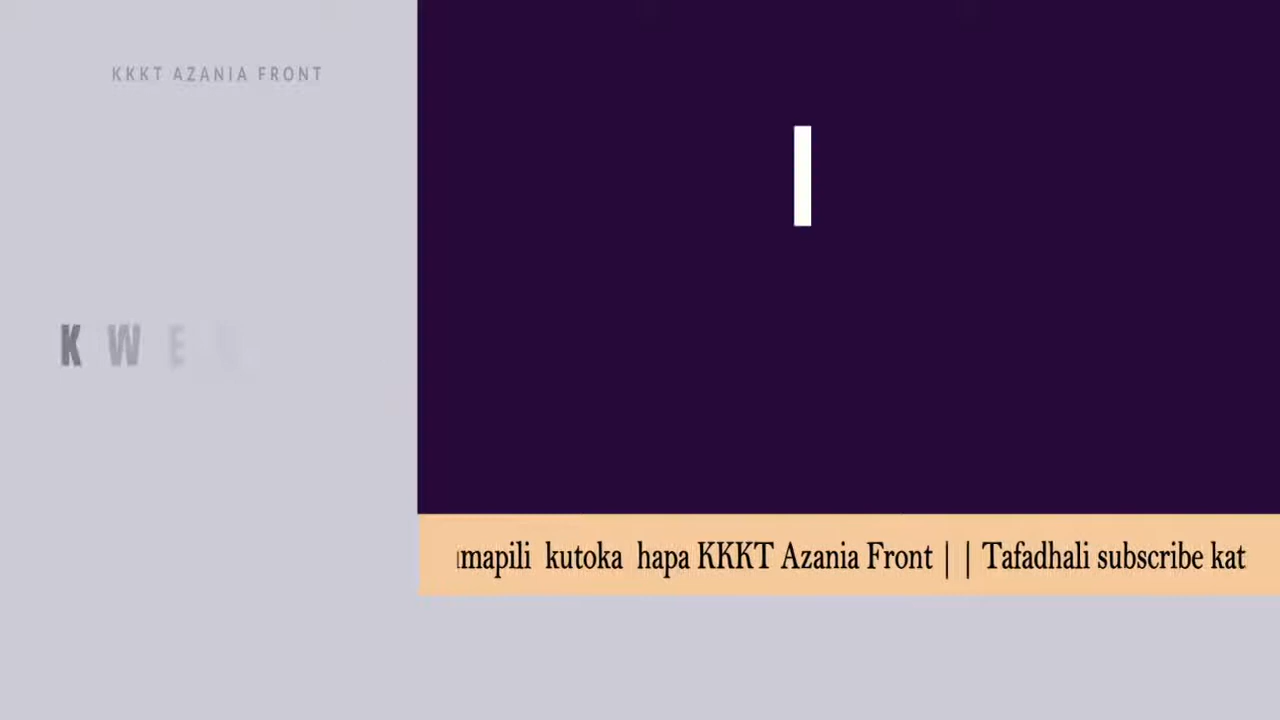 KKKT AZANIA FRONT
I
K W E
mapili kutoka hapa KKKT Azania Front | | Tafadhali subscribe kat